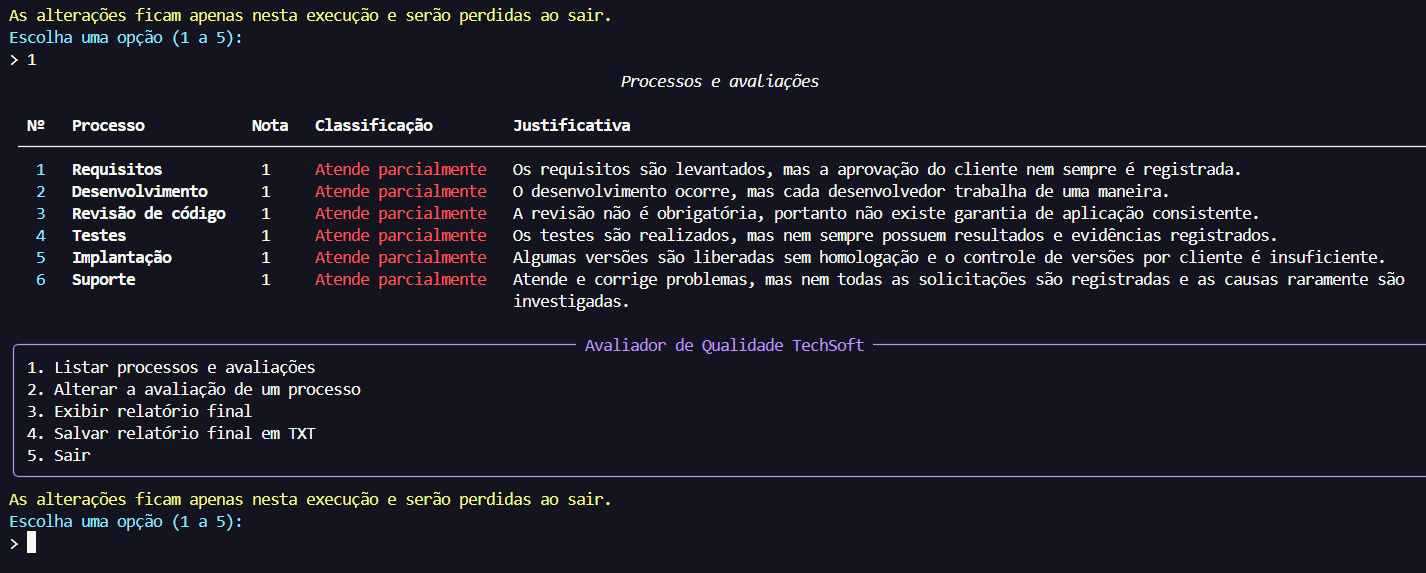 As alterações ficam apenas nesta execução e serão perdidas ao sair.
Escolha uma opção (1 a 5):
> 1
Processos e avaliações
Nº Processo Nota Classificação Justificativa
1 Requisitos 1 Atende parcialmente Os requisitos são levantados, mas a aprovação do cliente nem sempre é registrada.
2 Desenvolvimento 1 Atende parcialmente O desenvolvimento ocorre, mas cada desenvolvedor trabalha de uma maneira.
3 Revisão de código 1 Atende parcialmente A revisão não é obrigatória, portanto não existe garantia de aplicação consistente.
4 Testes 1 Atende parcialmente Os testes são realizados, mas nem sempre possuem resultados e evidências registrados.
5 Implantação 1 Atende parcialmente Algumas versões são liberadas sem homologação e o controle de versões por cliente é insuficiente.
6 Suporte 1 Atende parcialmente Atende e corrige problemas, mas nem todas as solicitações são registradas e as causas raramente são
investigadas.
Avaliador de Qualidade TechSoft
1. Listar processos e avaliações
2. Alterar a avaliação de um processo
3. Exibir relatório final
4. Salvar relatório final em TXT
5. Sair
As alterações ficam apenas nesta execução e serão perdidas ao sair.
Escolha uma opção (1 a 5):
>